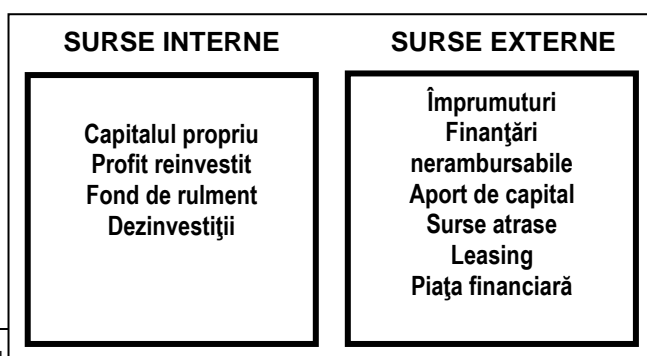 SURSE INTERNE
Capitalul propriu
Profit reinvestit
Fond de rulment
Dezinvestiţii
SURSE EXTERNE
Împrumuturi
Finanţări
nerambursabile
Aport de capital
Surse atrase
Leasing
Piaţa financiară